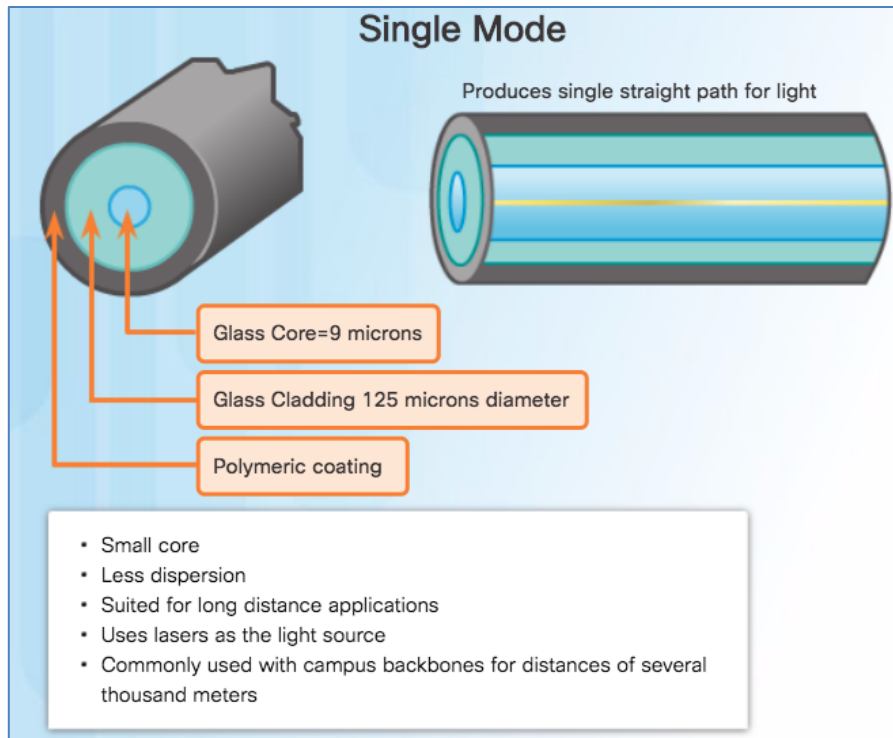 Single Mode
Produces single straight path for light
Glass Core=9 microns
Glass Cladding 125 microns diameter
Polymeric coating
• Small core
• Less dispersion
• Suited for long distance applications
• Uses lasers as the light source
• Commonly used with campus backbones for distances of several
thousand meters